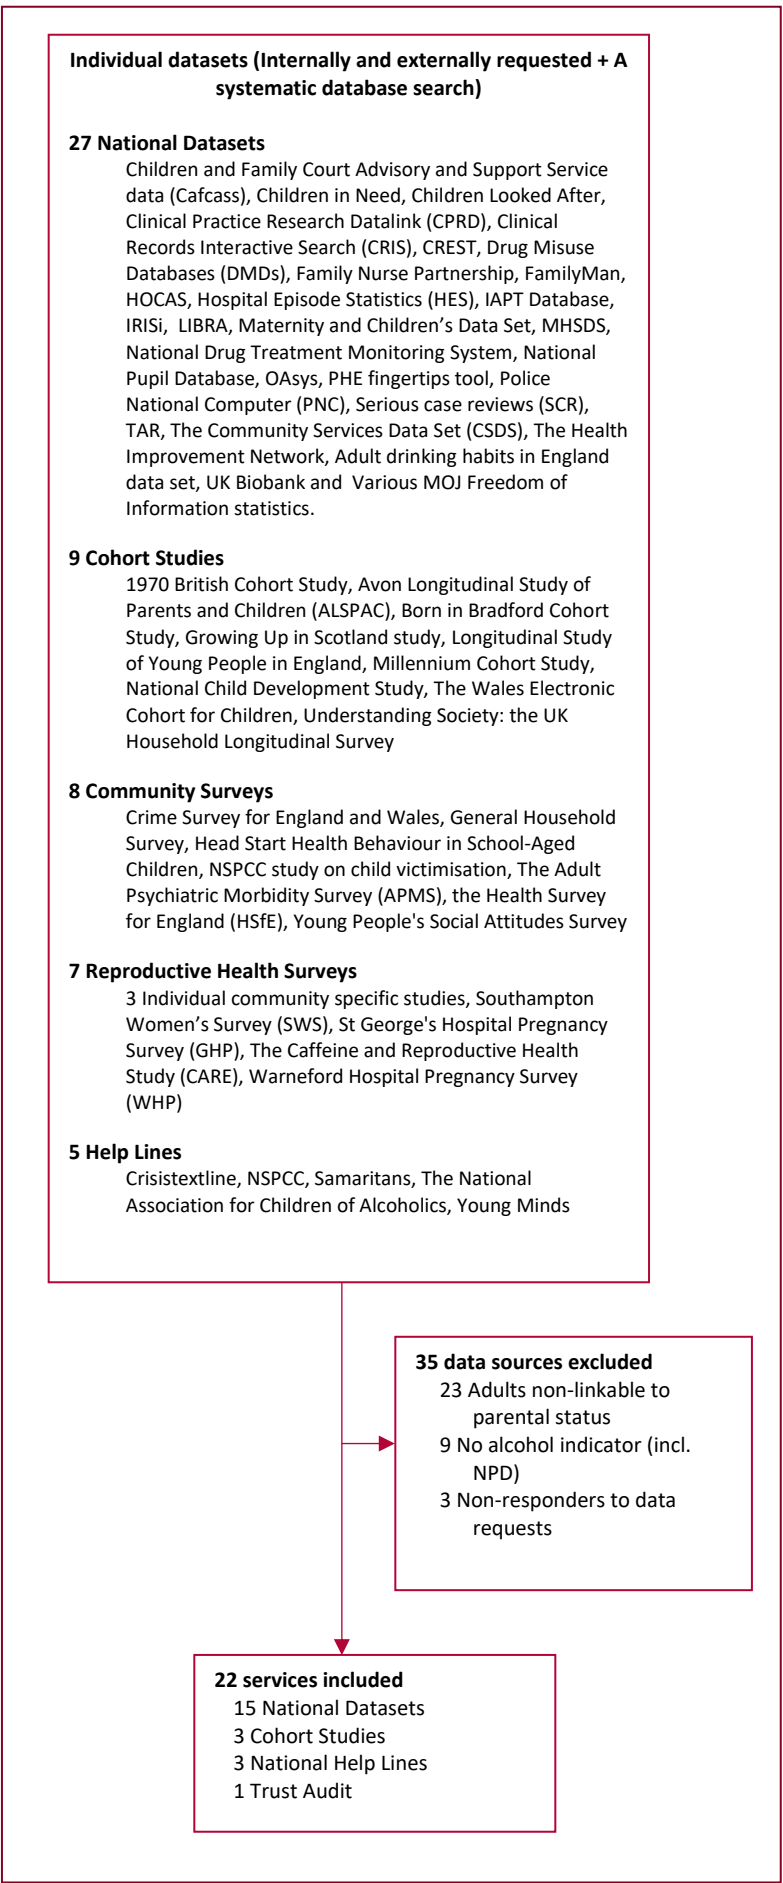 Individual datasets (Internally and externally requested + A
systematic database search)
27 National Datasets
Children and Family Court Advisory and Support Service
data (Cafcass), Children in Need, Children Looked After,
Clinical Practice Research Datalink (CPRD), Clinical
Records Interactive Search (CRIS), CREST, Drug Misuse
Databases (DMDs), Family Nurse Partnership, FamilyMan,
HOCAS, Hospital Episode Statistics (HES), IAPT Database,
IRISi,  LIBRA, Maternity and Children’s Data Set, MHSDS,
National Drug Treatment Monitoring System, National
Pupil Database, OAsys, PHE fingertips tool, Police
National Computer (PNC), Serious case reviews (SCR),
TAR, The Community Services Data Set (CSDS), The Health
Improvement Network, Adult drinking habits in England
data set, UK Biobank and  Various MOJ Freedom of
Information statistics.
9 Cohort Studies
1970 British Cohort Study, Avon Longitudinal Study of
Parents and Children (ALSPAC), Born in Bradford Cohort
Study, Growing Up in Scotland study, Longitudinal Study
of Young People in England, Millennium Cohort Study,
National Child Development Study, The Wales Electronic
Cohort for Children, Understanding Society: the UK
Household Longitudinal Survey
8 Community Surveys
Crime Survey for England and Wales, General Household
Survey, Head Start Health Behaviour in School-Aged
Children, NSPCC study on child victimisation, The Adult
Psychiatric Morbidity Survey (APMS), the Health Survey
for England (HSfE), Young People's Social Attitudes Survey
7 Reproductive Health Surveys
3 Individual community specific studies, Southampton
Women’s Survey (SWS), St George's Hospital Pregnancy
Survey (GHP), The Caffeine and Reproductive Health
Study (CARE), Warneford Hospital Pregnancy Survey
(WHP)
5 Help Lines
Crisistextline, NSPCC, Samaritans, The National
Association for Children of Alcoholics, Young Minds
35 data sources excluded
23 Adults non-linkable to
parental status
9 No alcohol indicator (incl.
NPD)
3 Non-responders to data
requests
22 services included
15 National Datasets
3 Cohort Studies
3 National Help Lines
1 Trust Audit